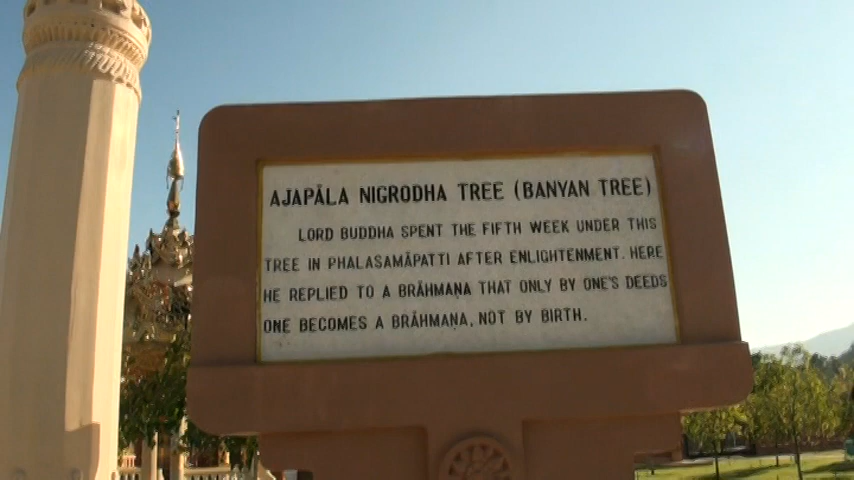 AJAPĀLA NIGRODHA TREE (BANYAN TREE)
LORD BUDDHA SPENT THE FIFTH WEEK UNDER THIS
TREE IN PHALASAMĀPATTI AFTER ENLIGHTENMENT. HERE
HE REPLIED TO A BRĀHMAṆA THAT ONLY BY ONE'S DEEDS
ONE BECOMES A BRĀHMAṆA, NOT BY BIRTH.